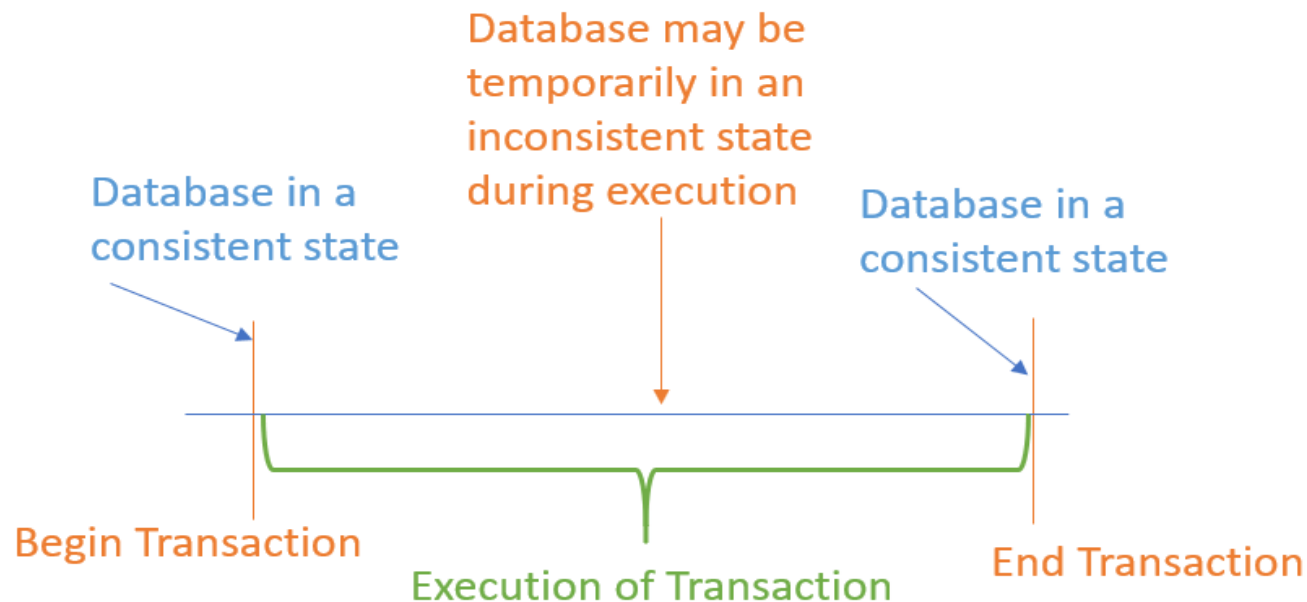 Database may be
temporarily in an
inconsistent state
during execution
Database in a
consistent state
Database in a
consistent state
Begin Transaction
End Transaction
Execution of Transaction